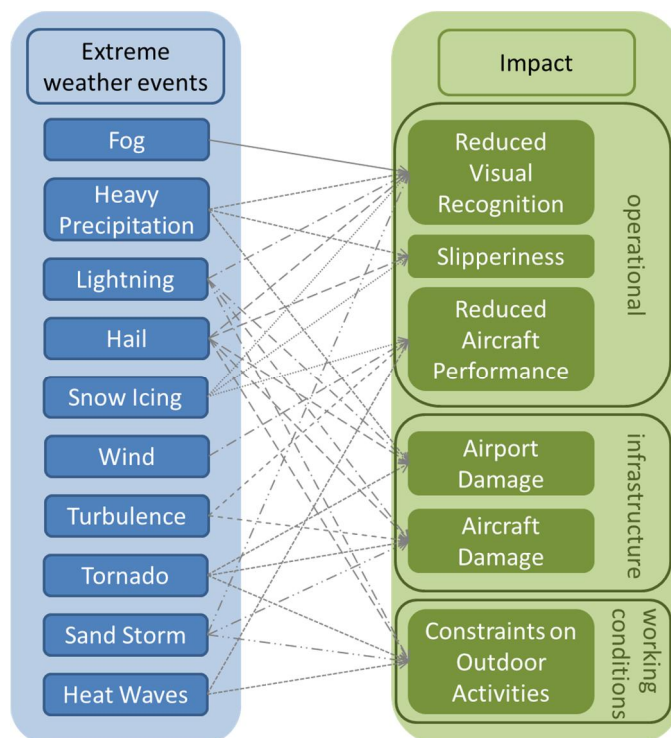 Extreme
weather events
Fog
Heavy
Precipitation
Lightning
Hail
Snow Icing
Wind
Turbulence
Tornado
Sand Storm
Heat Waves
Impact
Reduced
Visual
Recognition
Slipperiness
Reduced
Aircraft
Performance
operational
Airport
Damage
Aircraft
Damage
infrastructure
Constraints on
Outdoor
Activities
working
conditions